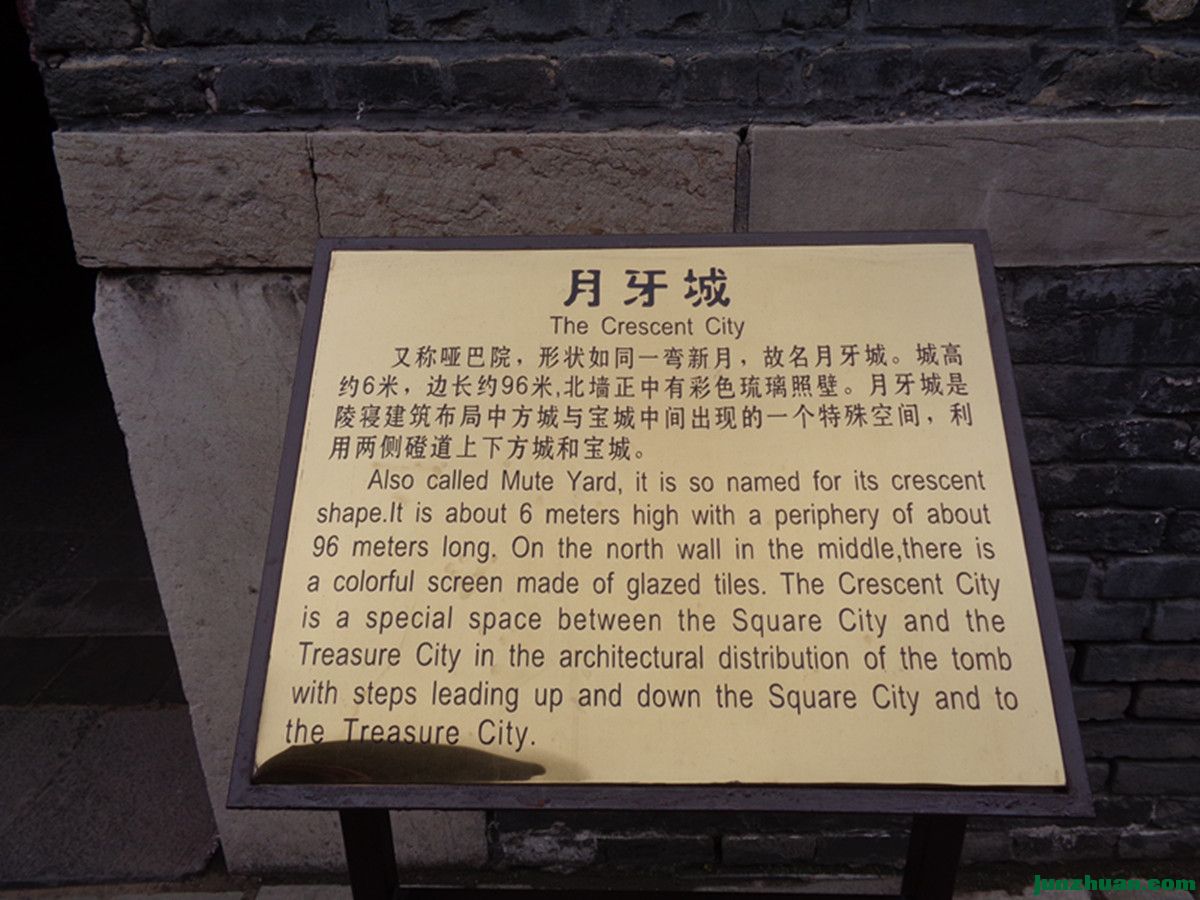 月牙城
The Crescent City
又称哑巴院，形状如同一弯新月，故名月牙城。城高
约6米，边长约96米,北墙正中有彩色琉璃照壁。月牙城是
陵寝建筑布局中方城与宝城中间出现的一个特殊空间，利
用两侧磴道上下方城和宝城。
Also called Mute Yard, it is so named for its crescent
shape.It is about 6 meters high with a periphery of about
96 meters long. On the north wall in the middle,there is
a colorful screen made of glazed tiles. The Crescent City
is a special space between the Square City and the
Treasure City in the architectural distribution of the tomb
with steps leading up and down the Square City and to
the Treasure City.
junzhuan.com